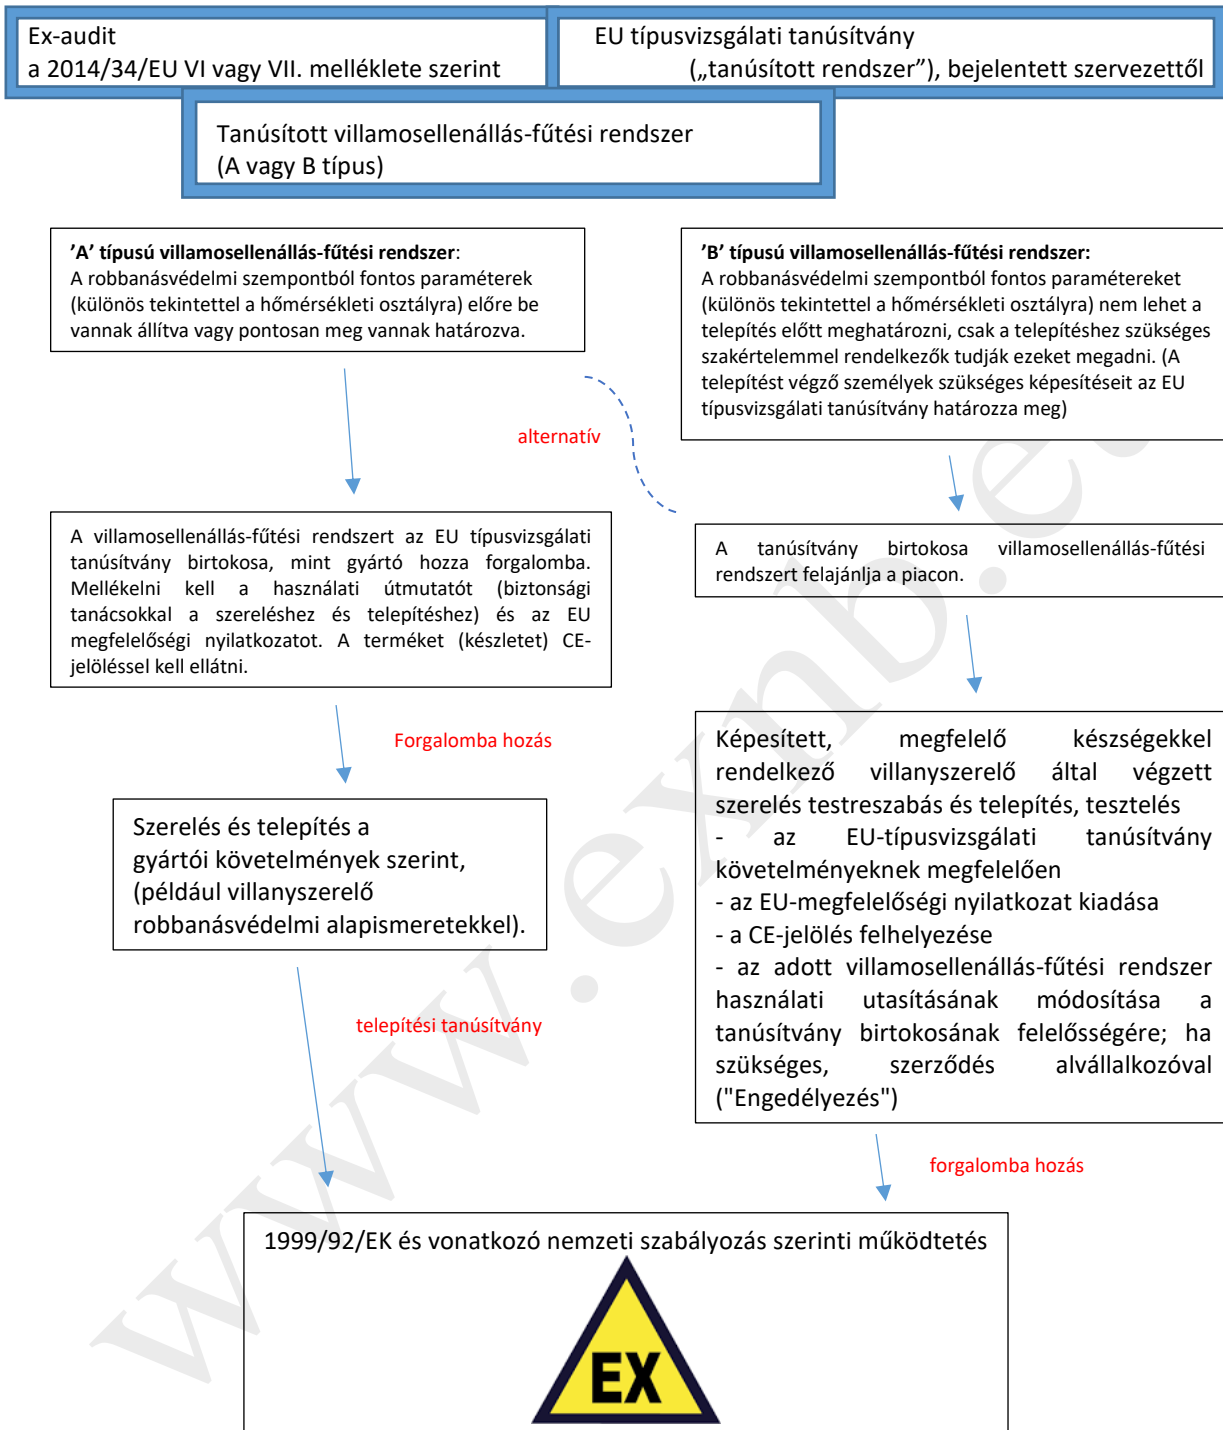 Ex-audit
a 2014/34/EU VI vagy VII. melléklete szerint
EU típusvizsgálati tanúsítvány
(„tanúsított rendszer”), bejelentett szervezettől
Tanúsított villamosellenállás-fűtési rendszer
(A vagy B típus)
’A’ típusú villamosellenállás-fűtési rendszer:
A robbanásvédelmi szempontból fontos paraméterek
(különös tekintettel a hőmérsékleti osztályra) előre be
vannak állítva vagy pontosan meg vannak határozva.
’B’ típusú villamosellenállás-fűtési rendszer:
A robbanásvédelmi szempontból fontos paramétereket
(különös tekintettel a hőmérsékleti osztályra) nem lehet a
telepítés előtt meghatározni, csak a telepítéshez szükséges
szakértelemmel rendelkezők tudják ezeket megadni. (A
telepítést végző személyek szükséges képesítéseit az EU
típusvizsgálati tanúsítvány határozza meg)
alternatív
A villamosellenállás-fűtési rendszert az EU típusvizsgálati
tanúsítvány birtokosa, mint gyártó hozza forgalomba.
Mellékelni kell a használati útmutatót (biztonsági
tanácsokkal a szereléshez és telepítéshez) és az EU
megfelelőségi nyilatkozatot. A terméket (készletet) CE-
jelöléssel kell ellátni.
A tanúsítvány birtokosa villamosellenállás-fűtési
rendszert felajánlja a piacon.
Forgalomba hozás
Szerelés és telepítés a
gyártói követelmények szerint,
(például villanyszerelő
robbanásvédelmi alapismeretekkel).
Képesített, megfelelő készségekkel
rendelkező villanyszerelő által végzett
szerelés testreszabás és telepítés, tesztelés
- az EU-típusvizsgálati tanúsítvány
követelményeknek megfelelően
- az EU-megfelelőségi nyilatkozat kiadása
- a CE-jelölés felhelyezése
- az adott villamosellenállás-fűtési rendszer
használati utasításának módosítása a
tanúsítvány birtokosának felelősségére; ha
szükséges, szerződés alvállalkozóval
("Engedélyezés")
telepítési tanúsítvány
forgalomba hozás
1999/92/EK és vonatkozó nemzeti szabályozás szerinti működtetés
EX
www.exnb.e